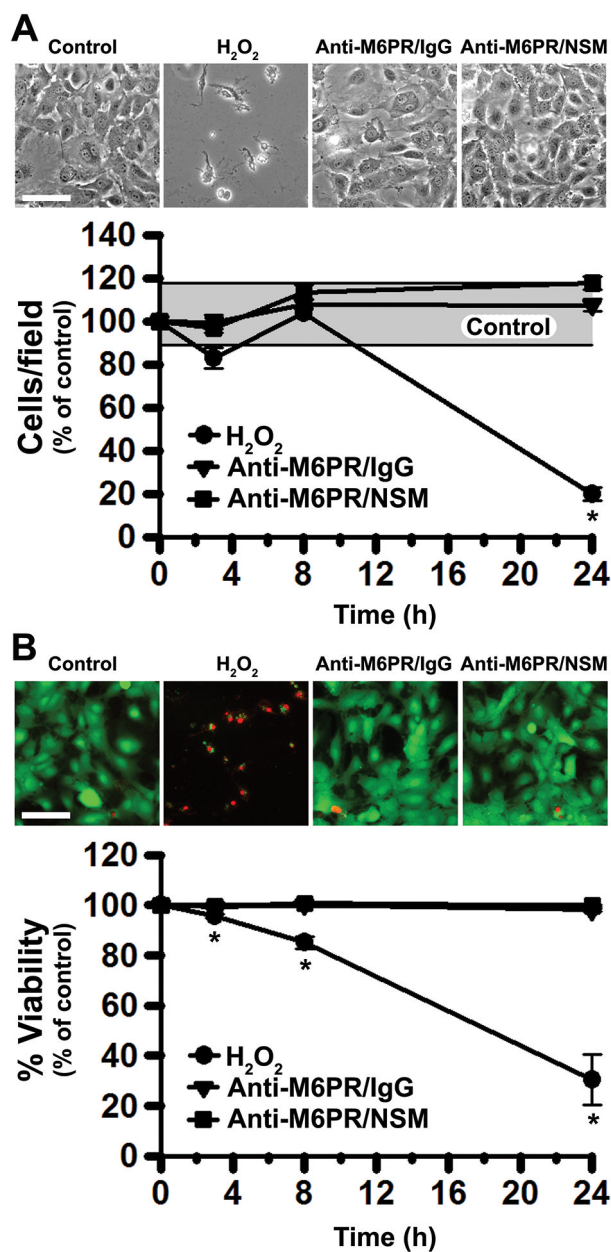 A
Control H₂O₂ Anti-M6PR/IgG Anti-M6PR/NSM
140
120
100
80
60
40
20
0
Cells/field
(% of control)
Control
H₂O₂
Anti-M6PR/IgG
Anti-M6PR/NSM
*
0 4 8 12 16 20 24
Time (h)
B
Control H₂O₂ Anti-M6PR/IgG Anti-M6PR/NSM
120
100
80
60
40
20
0
% Viability
(% of control)
* * *
H₂O₂
Anti-M6PR/IgG
Anti-M6PR/NSM
0 4 8 12 16 20 24
Time (h)